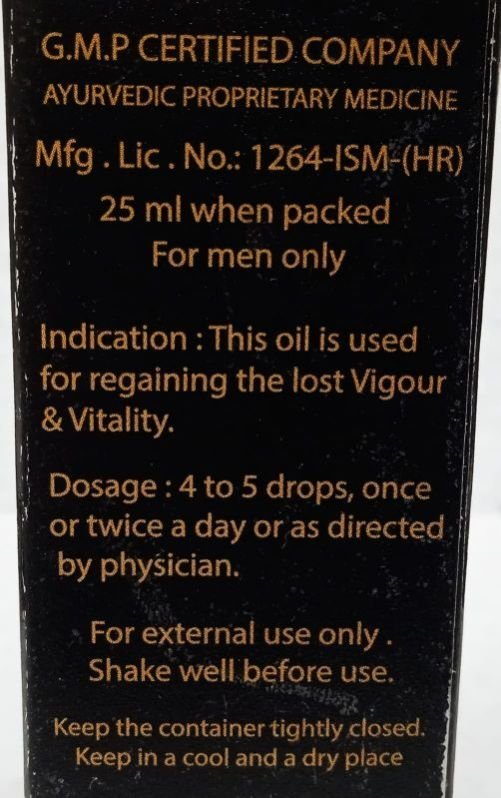 G.M.P CERTIFIED COMPANY
AYURVEDIC PROPRIETARY MEDICINE
Mfg . Lic . No.: 1264-ISM-(HR)
25 ml when packed
For men only
Indication : This oil is used
for regaining the lost Vigour
& Vitality.
Dosage : 4 to 5 drops, once
or twice a day or as directed
by physician.
For external use only .
Shake well before use.
Keep the container tightly closed.
Keep in a cool and a dry place